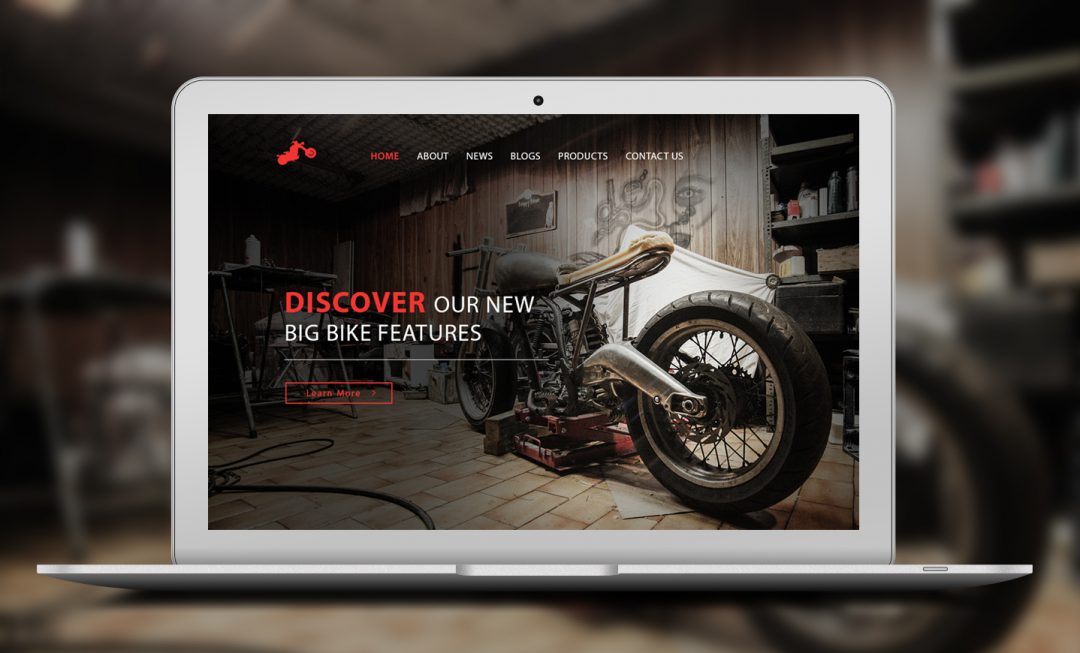 HOME ABOUT NEWS BLOGS PRODUCTS CONTACT US
DISCOVER OUR NEW
BIG BIKE FEATURES
Learn More >